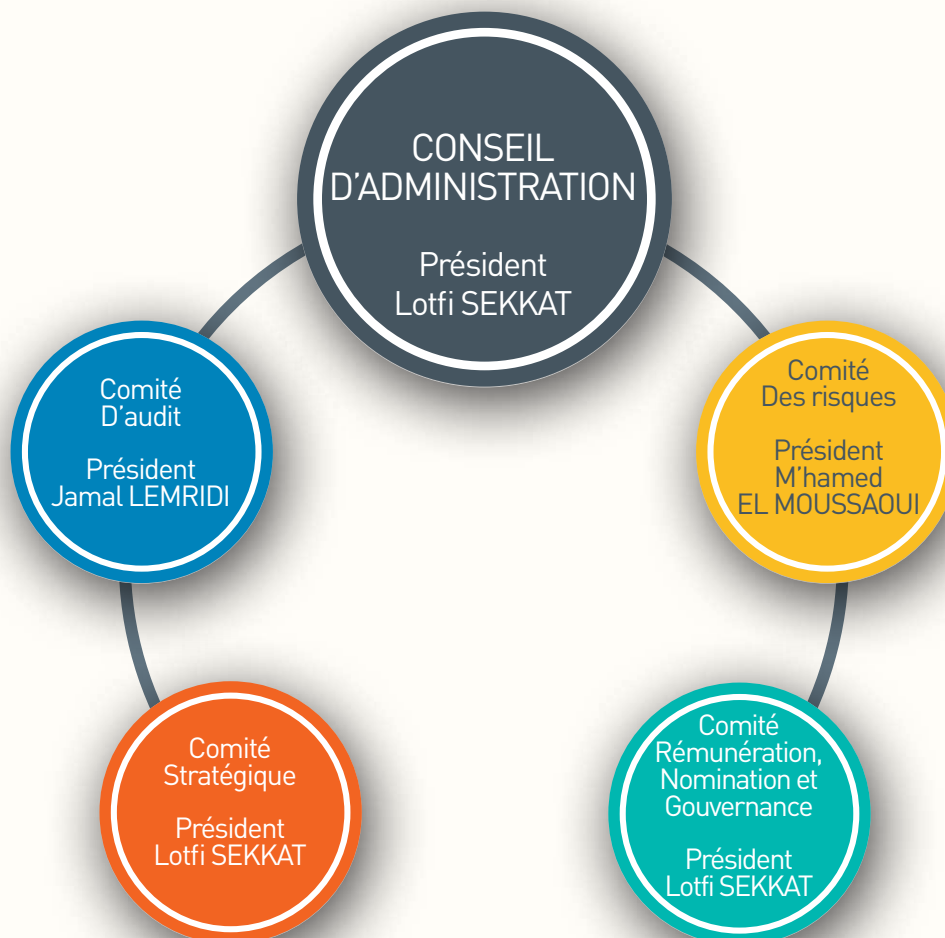 CONSEIL
D'ADMINISTRATION
Président
Lotfi SEKKAT
Comité
D'audit
Président
Jamal LEMRIDI
Comité
Des risques
Président
M'hamed
EL MOUSSAOUI
Comité
Stratégique
Président
Lotfi SEKKAT
Comité
Rémunération,
Nomination et
Gouvernance
Président
Lotfi SEKKAT